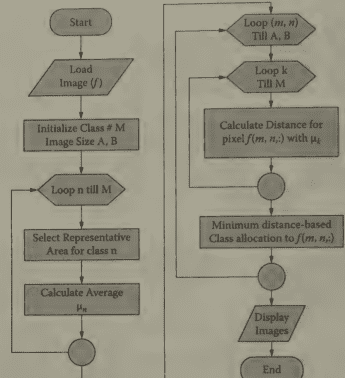 Start
Load
Image (f)
Initialize Class # M
Image Size A, B
Loop n till M
Select Representative
Area for class n
Calculate Average
μn
Loop (m, n)
Till A, B
Loop k
Till M
Calculate Distance for
pixel f(m, n,:) with μi
Minimum distance-based
Class allocation to f(m, n,:)
Display
Images
End